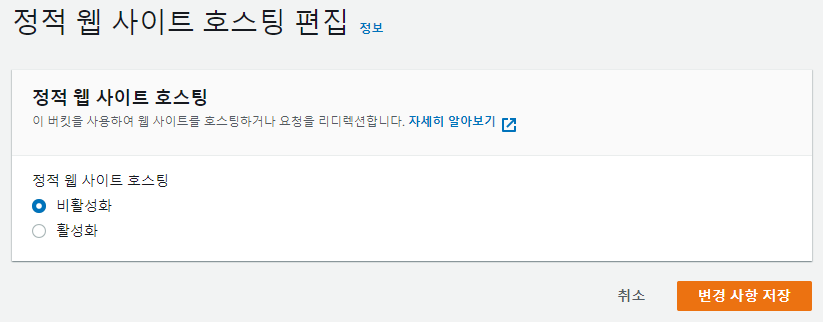 정적 웹 사이트 호스팅 편집 정보
정적 웹 사이트 호스팅
이 버킷을 사용하여 웹 사이트를 호스팅하거나 요청을 리디렉션합니다. 자세히 알아보기
정적 웹 사이트 호스팅
비활성화
활성화
취소 변경 사항 저장